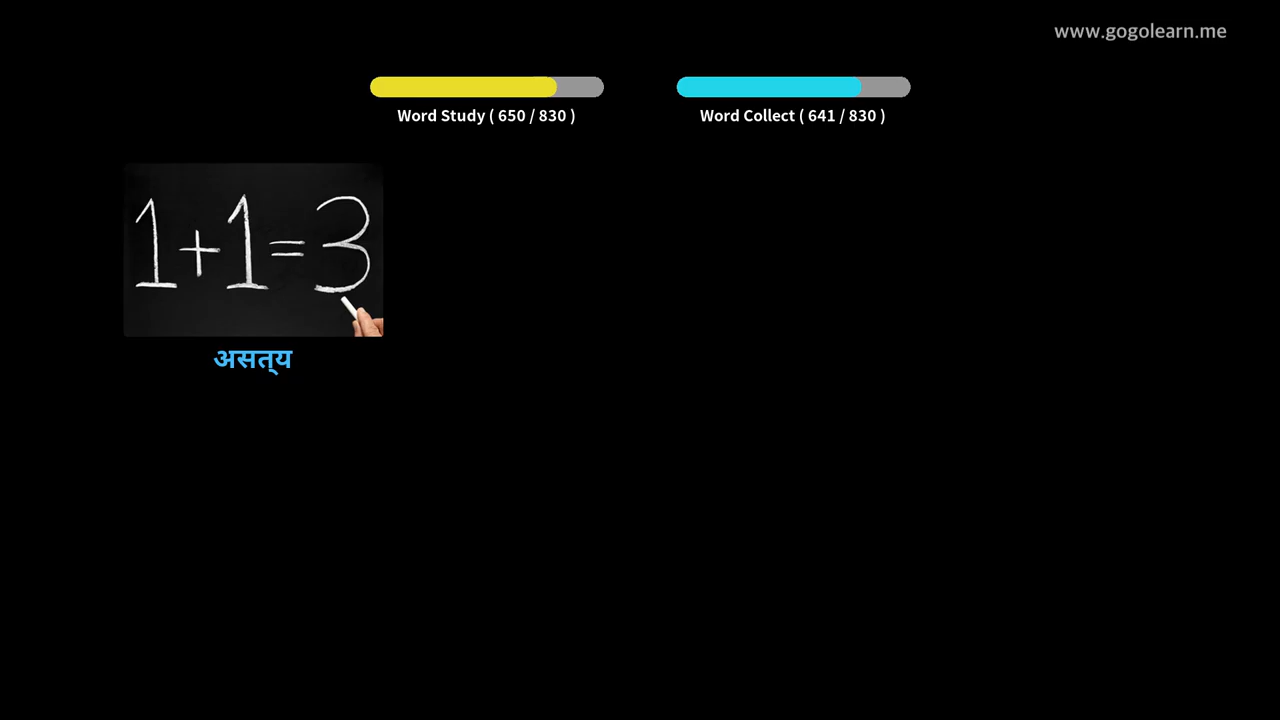 www.gogolearn.me
Word Study ( 650 / 830 )
Word Collect ( 641 / 830 )
1+1=3
असत्य